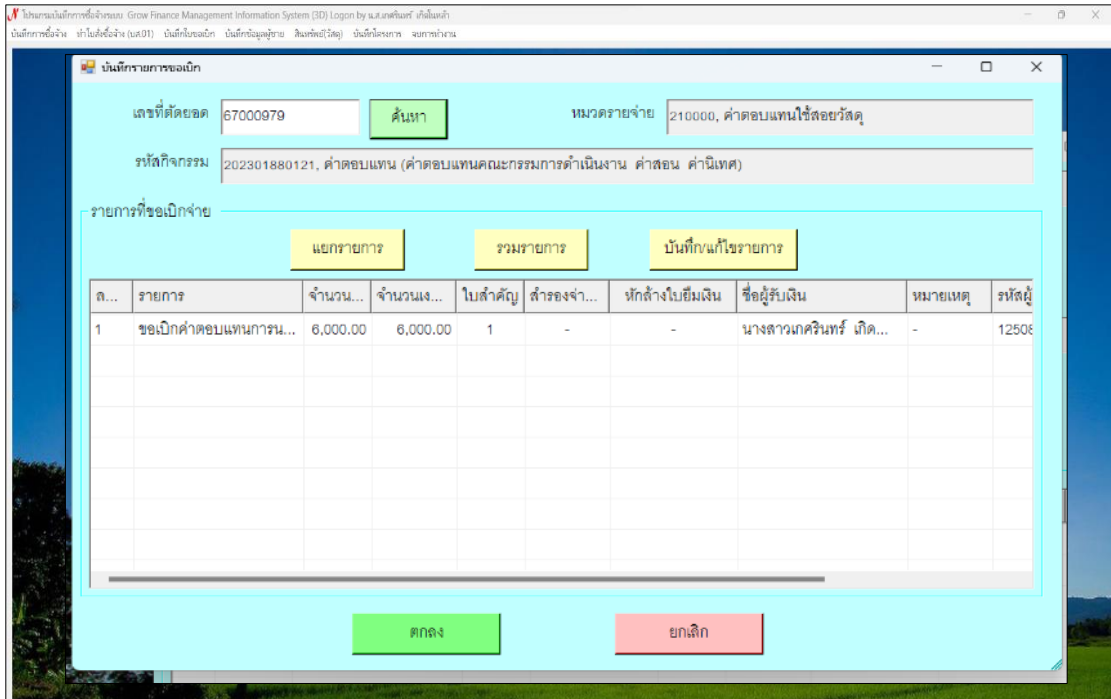 โปรแกรมบันทึกการซื้อจ้างระบบ Grow Finance Management Information System (3D) Logon by น.ส.เกศรินทร์ เกิดโมฬา
บันทึกการซื้อจ้าง ทำใบสั่งซื้อจ้าง (บส.01) บันทึกใบขอเบิก บันทึกข้อมูลผู้ขาย สินทรัพย์(วัสดุ) บันทึกโครงการ จบการทำงาน
บันทึกรายการขอเบิก
เลขที่ตัดยอด 67000979 ค้นหา หมวดรายจ่าย 210000, ค่าตอบแทนใช้สอยวัสดุ
รหัสกิจกรรม 202301880121, ค่าตอบแทน (ค่าตอบแทนคณะกรรมการดำเนินงาน ค่าสอน ค่านิเทศ)
รายการที่ขอเบิกจ่าย
แยกรายการ รวมรายการ บันทึก/แก้ไขรายการ
ล... รายการ จำนวน... จำนวนเง... ใบสำคัญ สำรองจ่า... หักล้างใบยืมเงิน ชื่อผู้รับเงิน หมายเหตุ รหัสผู้
1 ขอเบิกค่าตอบแทนการน... 6,000.00 6,000.00 1 - - นางสาวเกศรินทร์ เกิด... - 12508
ตกลง ยกเลิก